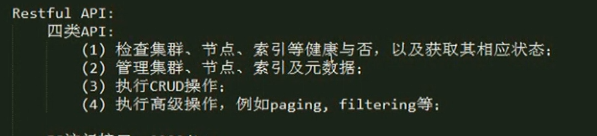 Restful API:
四类API:
(1) 检查集群、节点、索引等健康与否，以及获取其相应状态;
(2) 管理集群、节点、索引及元数据;
(3) 执行CRUD操作;
(4) 执行高级操作，例如paging, filtering等;